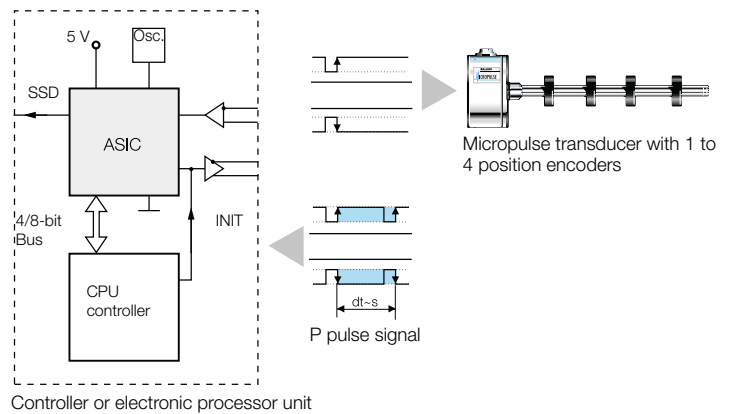 5 V
Osc.
SSD
ASIC
4/8-bit
Bus
INIT
CPU
controller
Controller or electronic processor unit
dt~s
P pulse signal
MICROPULSE
Micropulse transducer with 1 to
4 position encoders